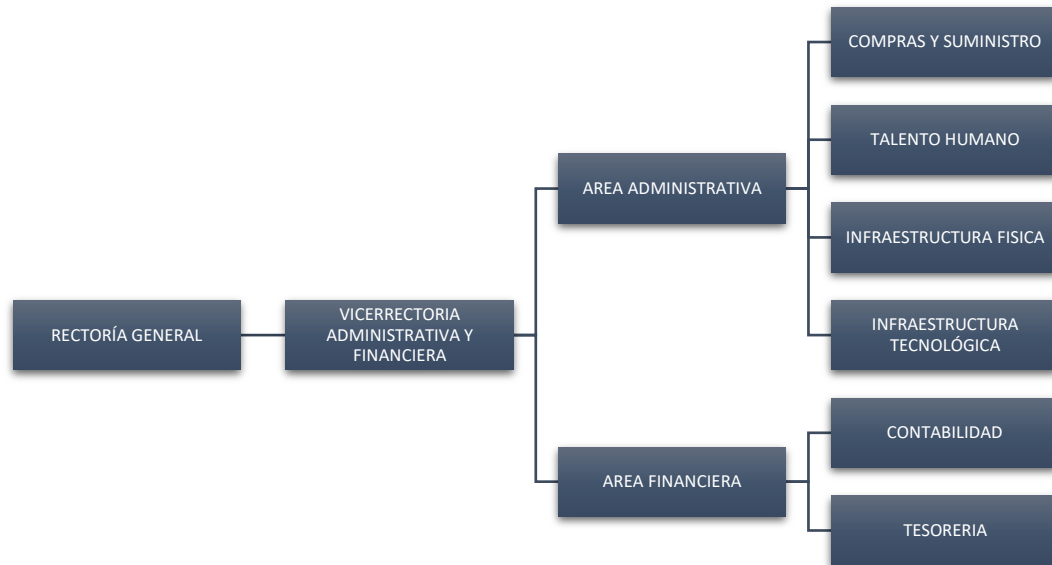 RECTORÍA GENERAL
VICERRECTORIA
ADMINISTRATIVA Y
FINANCIERA
AREA ADMINISTRATIVA
COMPRAS Y SUMINISTRO
TALENTO HUMANO
INFRAESTRUCTURA FISICA
INFRAESTRUCTURA
TECNOLÓGICA
AREA FINANCIERA
CONTABILIDAD
TESORERIA